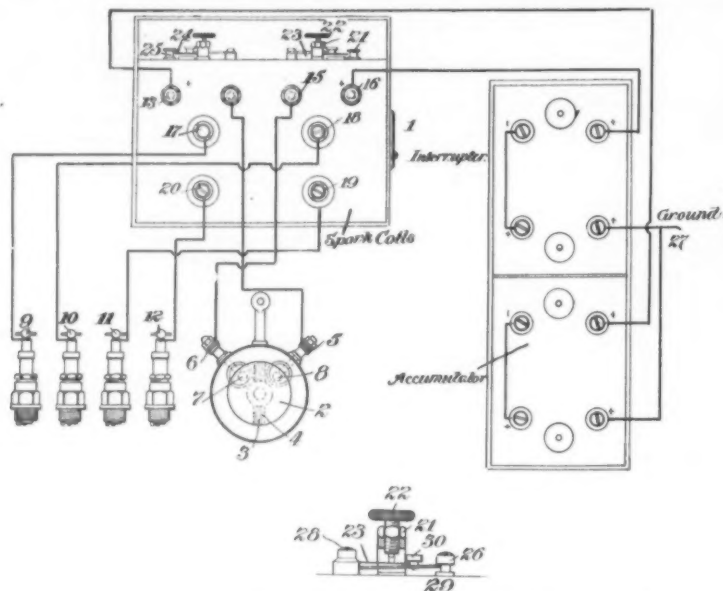 22
25 24 23 21
13 + 15 + 16
17 18 1
Interrupter
20 19
Spark Coils
Ground
27
9 10 11 12
6 5
7 8
2
3 4
Accumulator
22
28 23 21 30 26
29